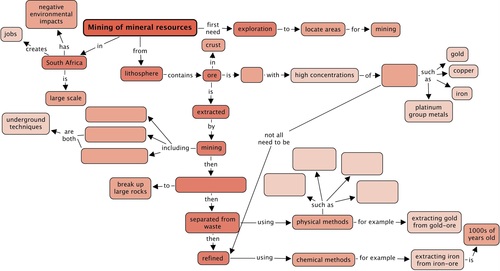 negative
environmental
impacts
Mining of mineral resources
first
need
exploration
to
locate areas
for
mining
jobs
creates
has
in
from
crust
in
South Africa
lithosphere
contains
ore
is
with
high concentrations
of
such
as
gold
copper
iron
platinum
group metals
is
large scale
is
extracted
by
not all
need to be
underground
techniques
are
both
including
mining
then
break up
large rocks
to
then
such as
separated from
waste
using
physical methods
for example
extracting gold
from gold-ore
1000s of
years old
then
is
refined
using
chemical methods
for example
extracting iron
from iron-ore